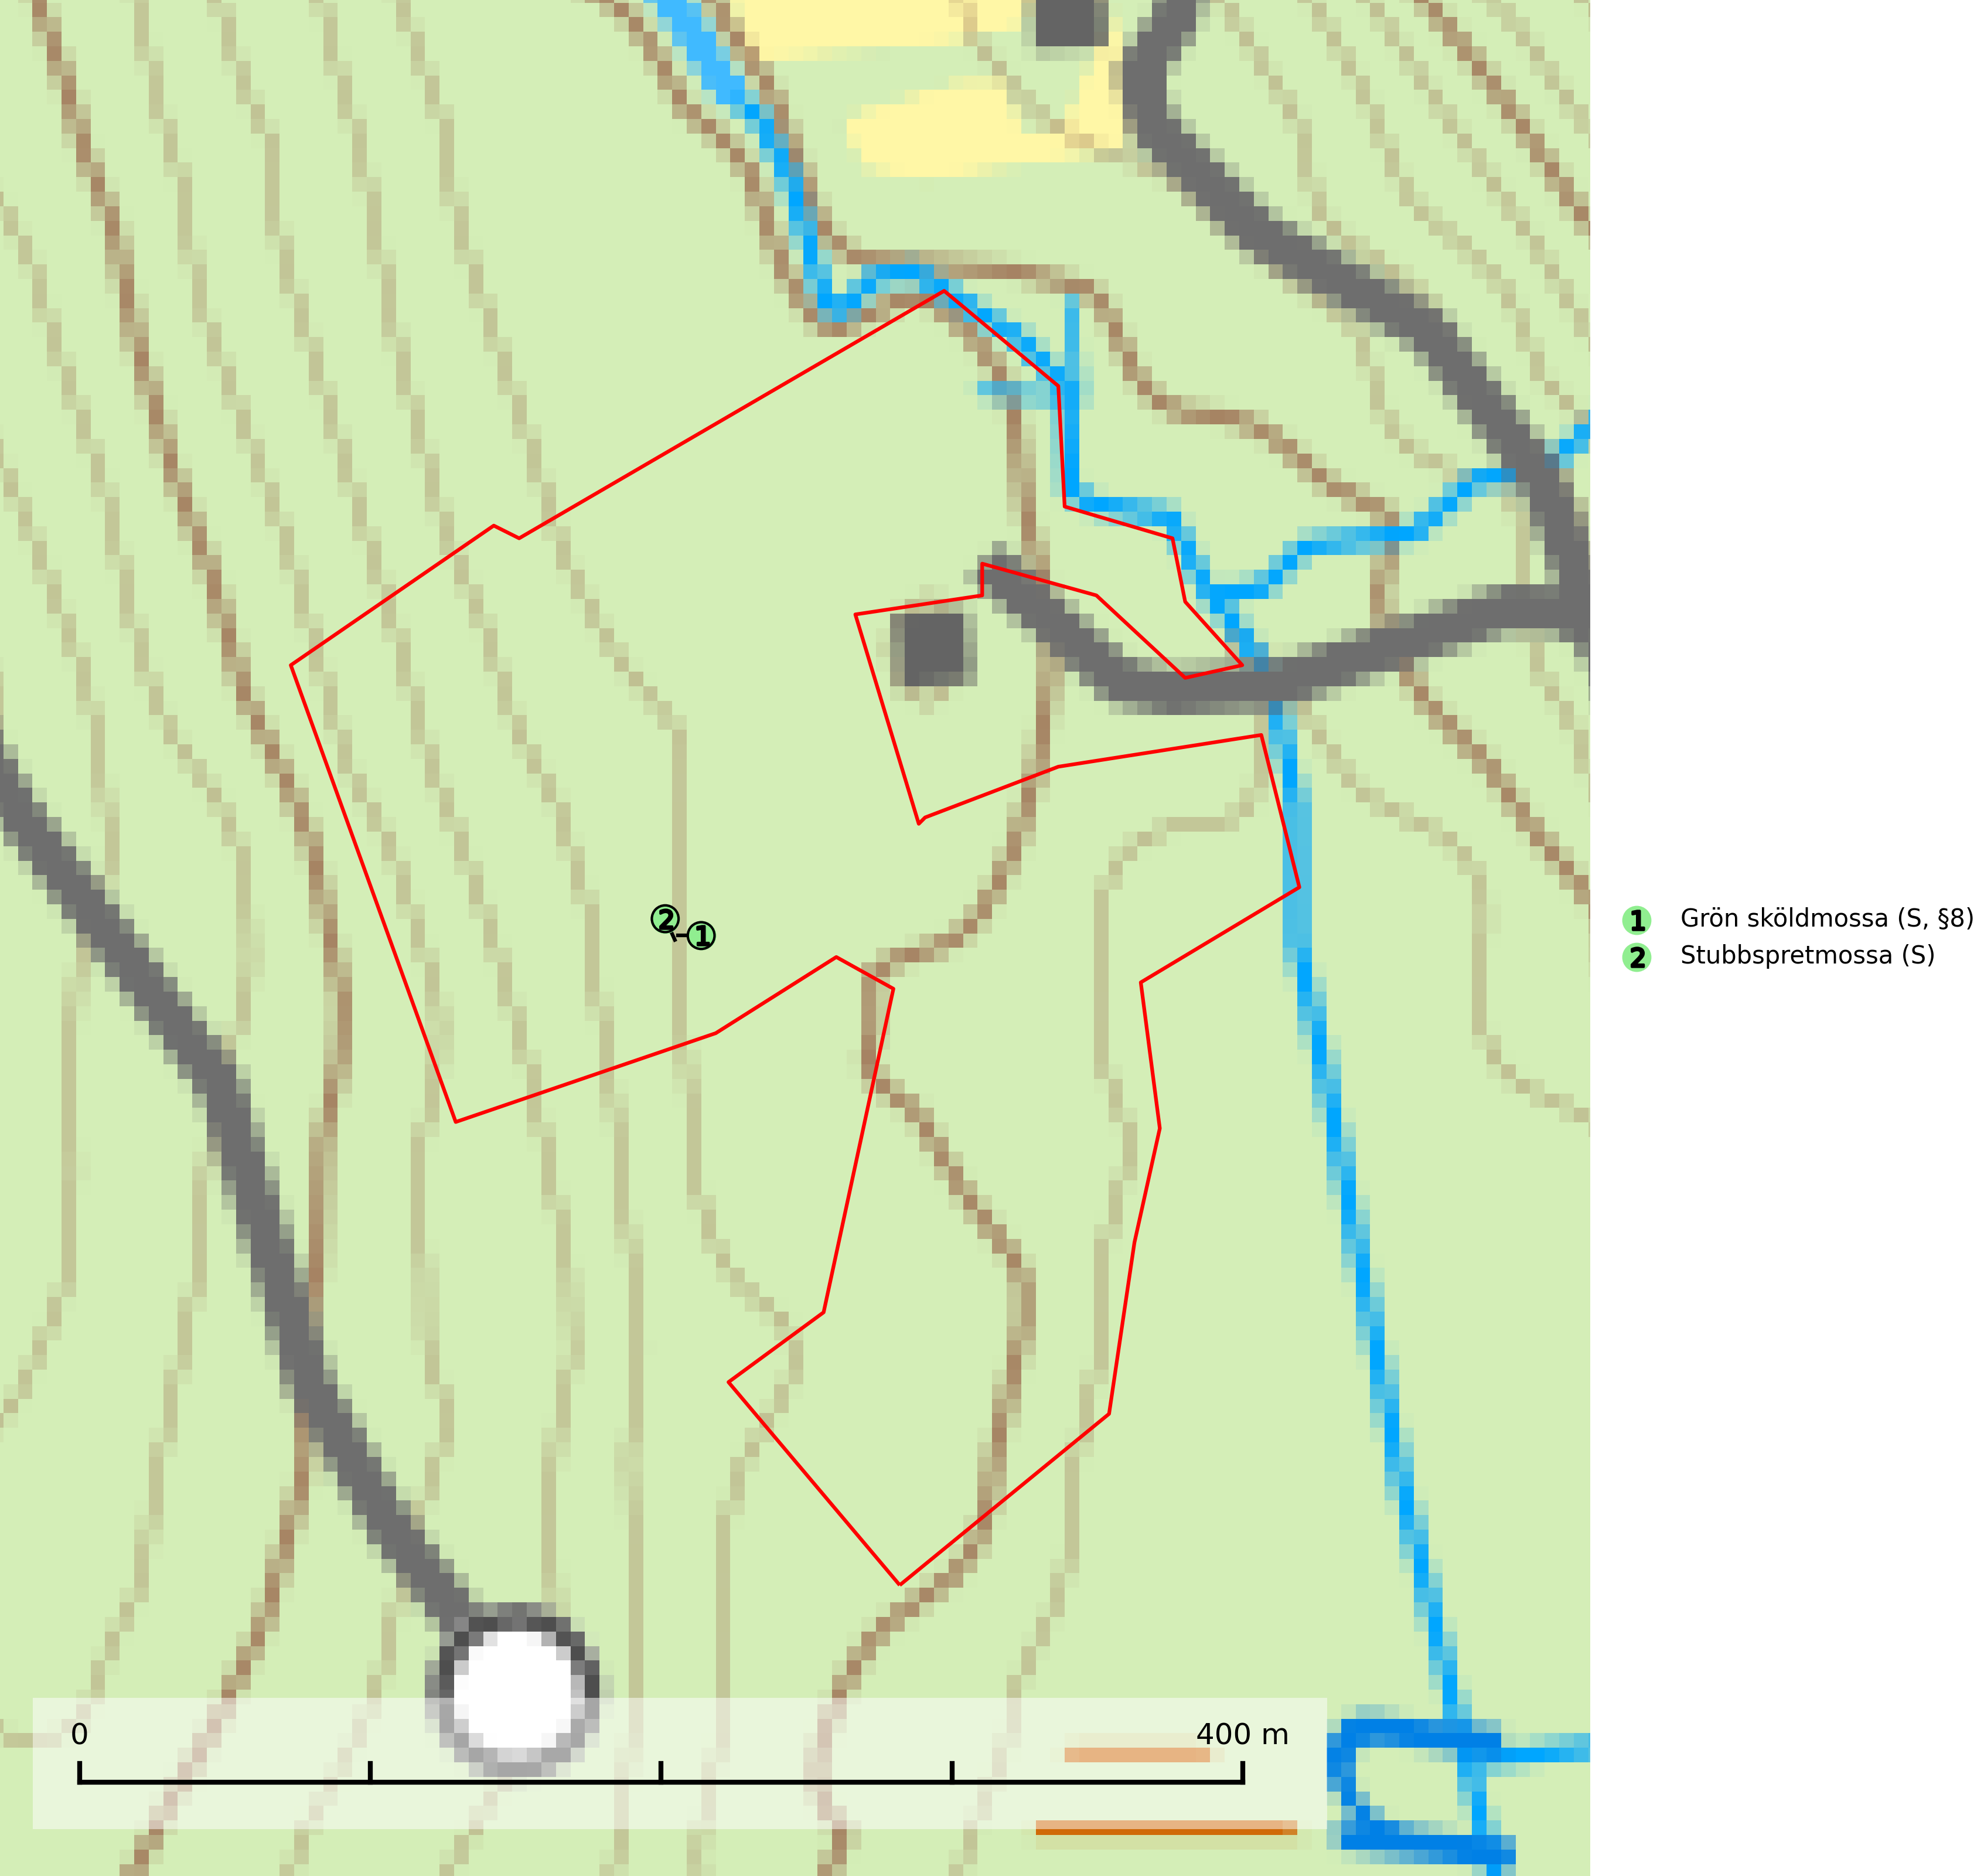 2
1
1 Grön sköldmossa (S, §8)
2 Stubbspretmossa (S)
0 400 m